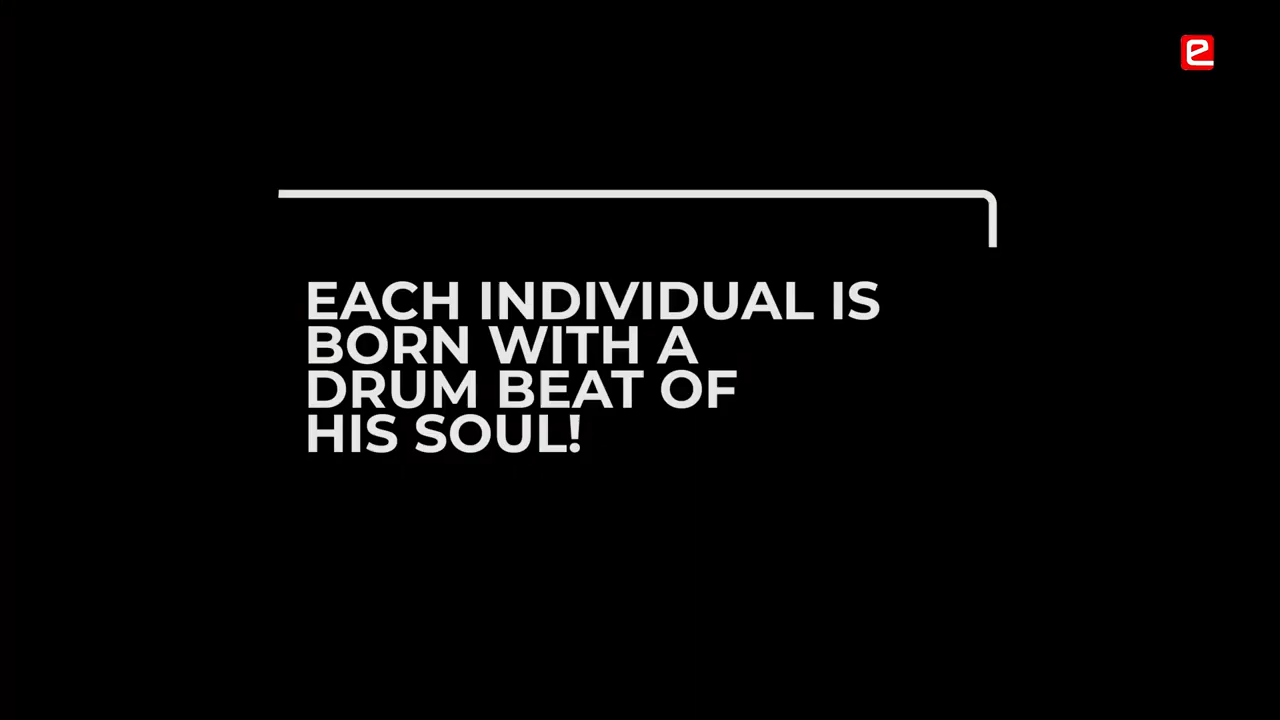 e
EACH INDIVIDUAL IS
BORN WITH A
DRUM BEAT OF
HIS SOUL!